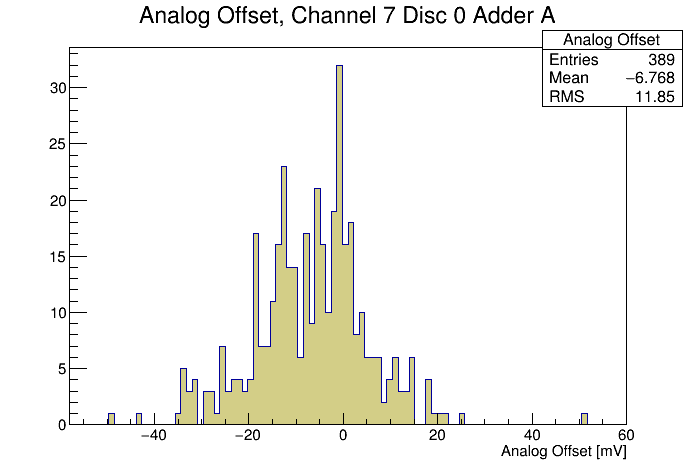 Analog Offset, Channel 7 Disc 0 Adder A
Analog Offset
Entries 389
Mean −6.768
RMS 11.85
30
25
20
15
10
5
0
−40 −20 0 20 40 60
Analog Offset [mV]